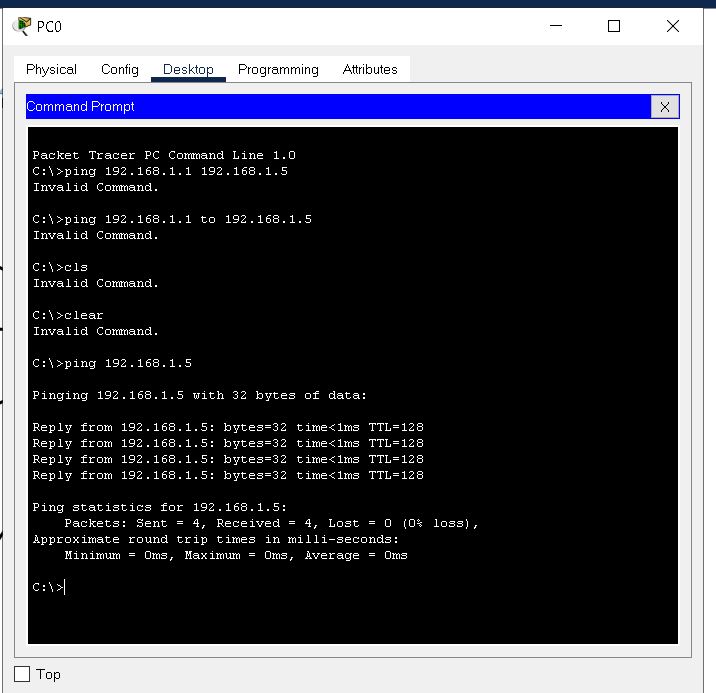 PC0
Physical Config Desktop Programming Attributes
Command Prompt
X
Packet Tracer PC Command Line 1.0
C:\>ping 192.168.1.1 192.168.1.5
Invalid Command.
C:\>ping 192.168.1.1 to 192.168.1.5
Invalid Command.
C:\>cls
Invalid Command.
C:\>clear
Invalid Command.
C:\>ping 192.168.1.5
Pinging 192.168.1.5 with 32 bytes of data:
Reply from 192.168.1.5: bytes=32 time<1ms TTL=128
Reply from 192.168.1.5: bytes=32 time<1ms TTL=128
Reply from 192.168.1.5: bytes=32 time<1ms TTL=128
Reply from 192.168.1.5: bytes=32 time<1ms TTL=128
Ping statistics for 192.168.1.5:
Packets: Sent = 4, Received = 4, Lost = 0 (0% loss),
Approximate round trip times in milli-seconds:
Minimum = 0ms, Maximum = 0ms, Average = 0ms
C:\>
Top